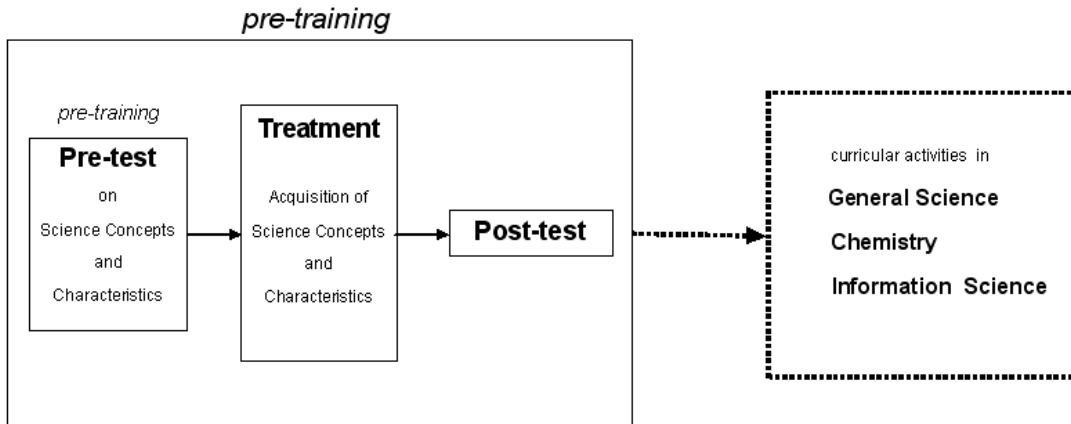 pre-training
pre-training
Pre-test
on
Science Concepts
and
Characteristics
Treatment
Acquisition of
Science Concepts
and
Characteristics
Post-test
curricular activities in
General Science
Chemistry
Information Science